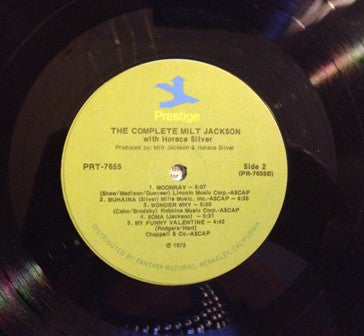 Prestige
THE COMPLETE MILT JACKSON
with Horace Silver
Produced by: Milt Jackson & Horace Silver
PRT-7655
Side 2
(PR-7655B)
1. MOONRAY – 5:07
(Shaw/Madison/Quenzer) Lincoln Music Corp.-ASCAP
2. BUHAINA (Silver) Mills Music, Inc.-ASCAP – 4:35
3. WONDER WHY – 5:30
(Cahn/Brodsky) Robbins Music Corp.-ASCAP
4. SOMA (Jackson) – 5:51
5. MY FUNNY VALENTINE – 4:43
(Rodgers/Hart)
Chappell & Co.-ASCAP
℗ 1973
DISTRIBUTED BY FANTASY RECORDS, BERKELEY, CALIFORNIA